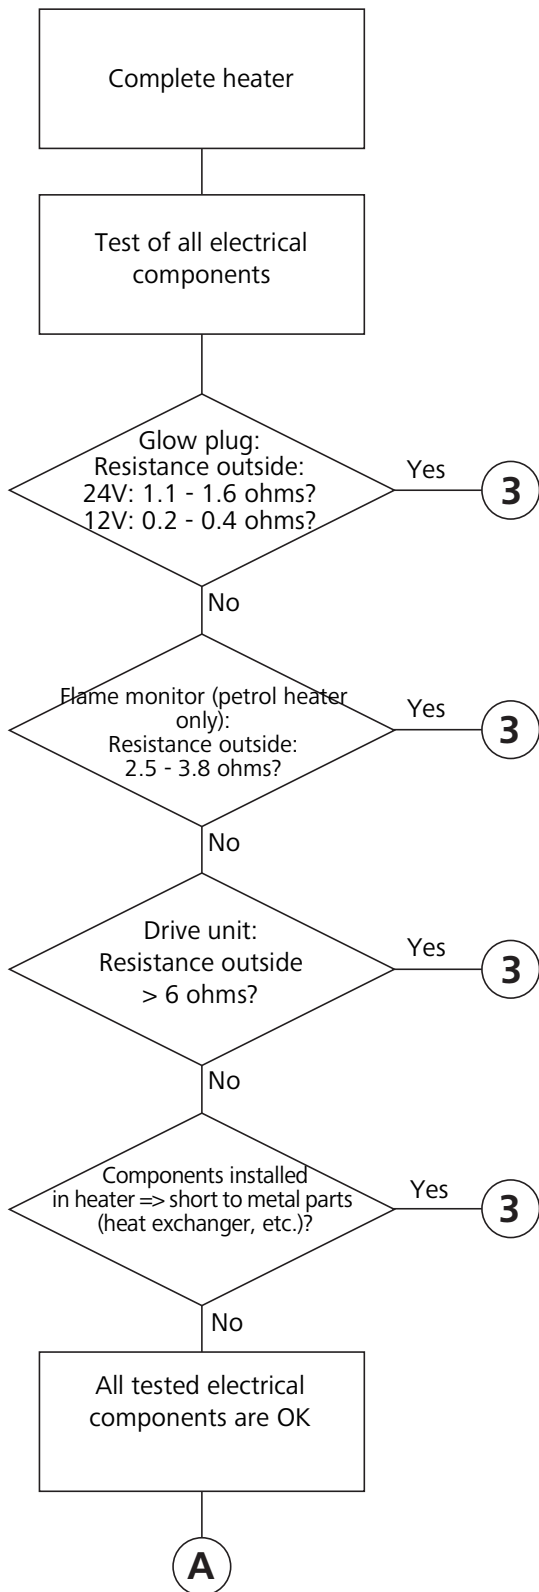 Complete heater
Test of all electrical
components
Glow plug:
Resistance outside:
24V: 1.1 - 1.6 ohms?
12V: 0.2 - 0.4 ohms?
Yes
3
No
Flame monitor (petrol heater
only):
Resistance outside:
2.5 - 3.8 ohms?
Yes
3
No
Drive unit:
Resistance outside
> 6 ohms?
Yes
3
No
Components installed
in heater => short to metal parts
(heat exchanger, etc.)?
Yes
3
No
All tested electrical
components are OK
A